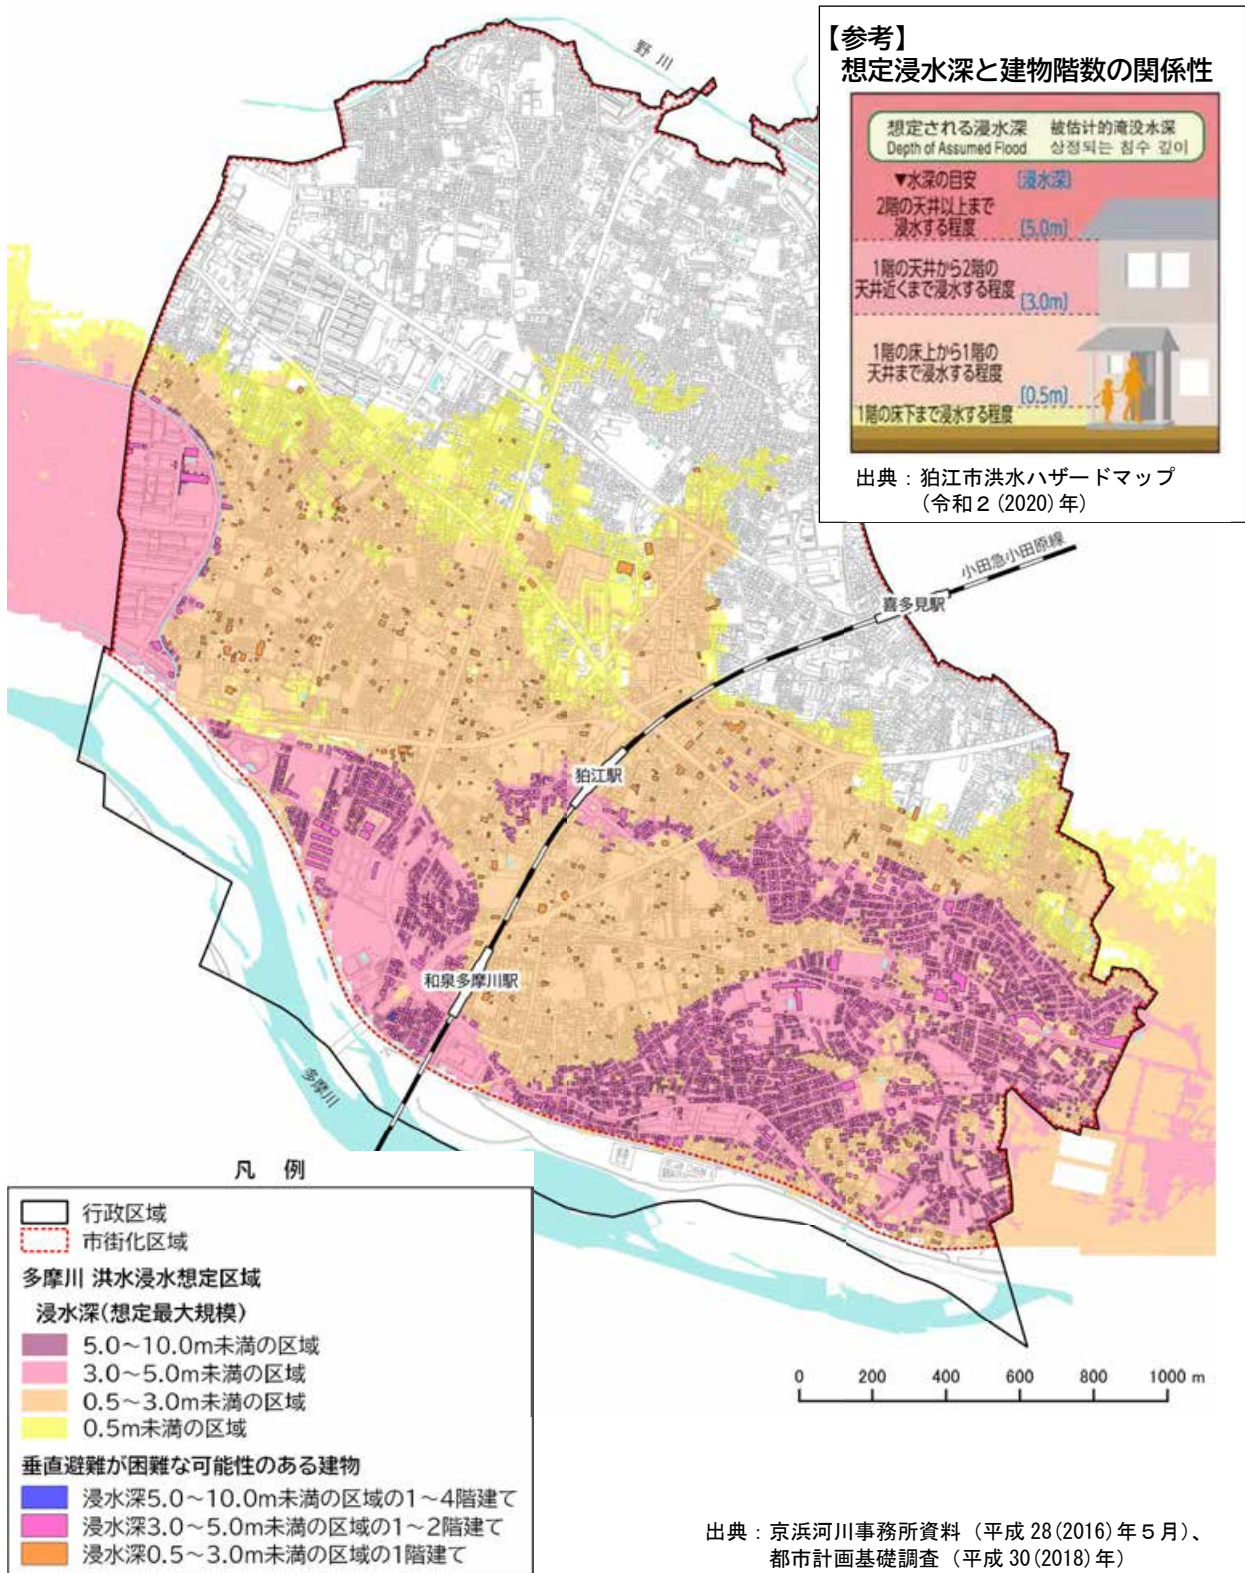 野川
【参考】
想定浸水深と建物階数の関係性
想定される浸水深 被估计的淹没水深
Depth of Assumed Flood 상정되는 침수 깊이
▼水深の目安 〔浸水深〕
2階の天井以上まで
浸水する程度 〔5.0m〕
1階の天井から2階の
天井近くまで浸水する程度 〔3.0m〕
1階の床上から1階の
天井まで浸水する程度
〔0.5m〕
1階の床下まで浸水する程度
出典：狛江市洪水ハザードマップ
（令和２(2020)年）
小田急小田原線
喜多見駅
狛江駅
和泉多摩川駅
多摩川
凡 例
行政区域
市街化区域
多摩川 洪水浸水想定区域
浸水深(想定最大規模)
5.0～10.0m未満の区域
3.0～5.0m未満の区域
0.5～3.0m未満の区域
0.5m未満の区域
垂直避難が困難な可能性のある建物
浸水深5.0～10.0m未満の区域の1～4階建て
浸水深3.0～5.0m未満の区域の1～2階建て
浸水深0.5～3.0m未満の区域の1階建て
0 200 400 600 800 1000 m
出典：京浜河川事務所資料（平成28(2016)年５月）、
都市計画基礎調査（平成30(2018)年）